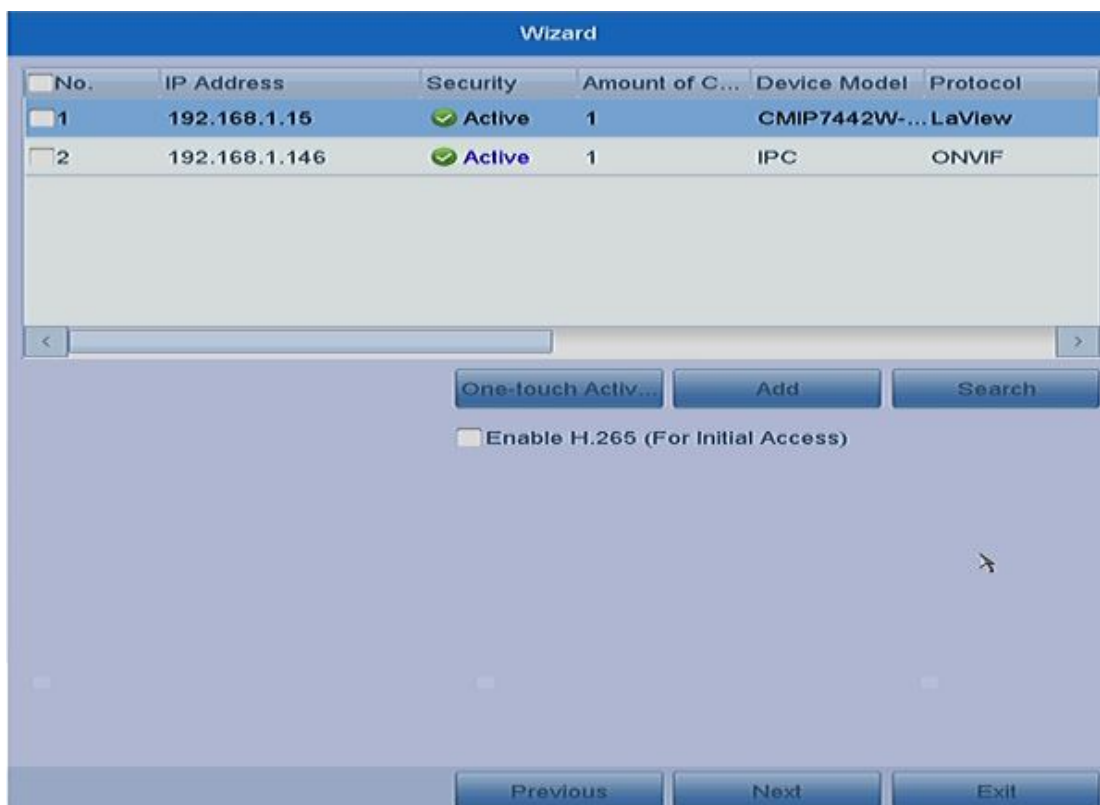 Wizard
No. IP Address Security Amount of C... Device Model Protocol
1 192.168.1.15 Active 1 CMIP7442W-... LaView
2 192.168.1.146 Active 1 IPC ONVIF
< >
One-touch Activ... Add Search
Enable H.265 (For Initial Access)
Previous Next Exit